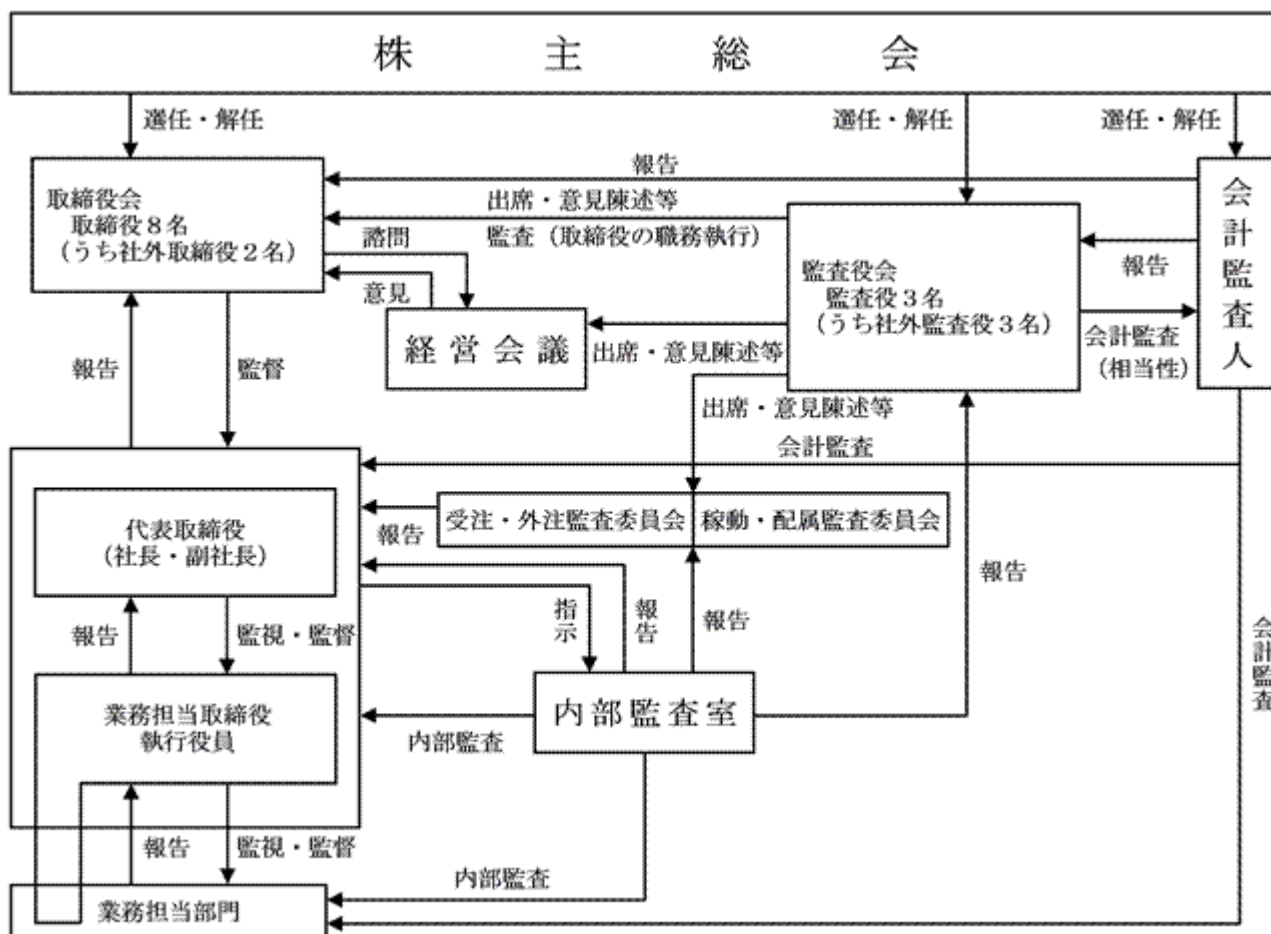 株主総会
選任・解任
選任・解任
選任・解任
報告
取締役会
取締役8名
(うち社外取締役2名)
出席・意見陳述等
監査(取締役の職務執行)
諮問
意見
監査役会
監査役3名
(うち社外監査役3名)
報告
会計監査人
経営会議
出席・意見陳述等
会計監査
(相当性)
報告
監督
出席・意見陳述等
会計監査
代表取締役
(社長・副社長)
報告
受注・外注監査委員会
稼動・配属監査委員会
報告
監視・監督
指示
報告
報告
報告
会計監査
業務担当取締役
執行役員
内部監査
内部監査室
報告
監視・監督
内部監査
業務担当部門